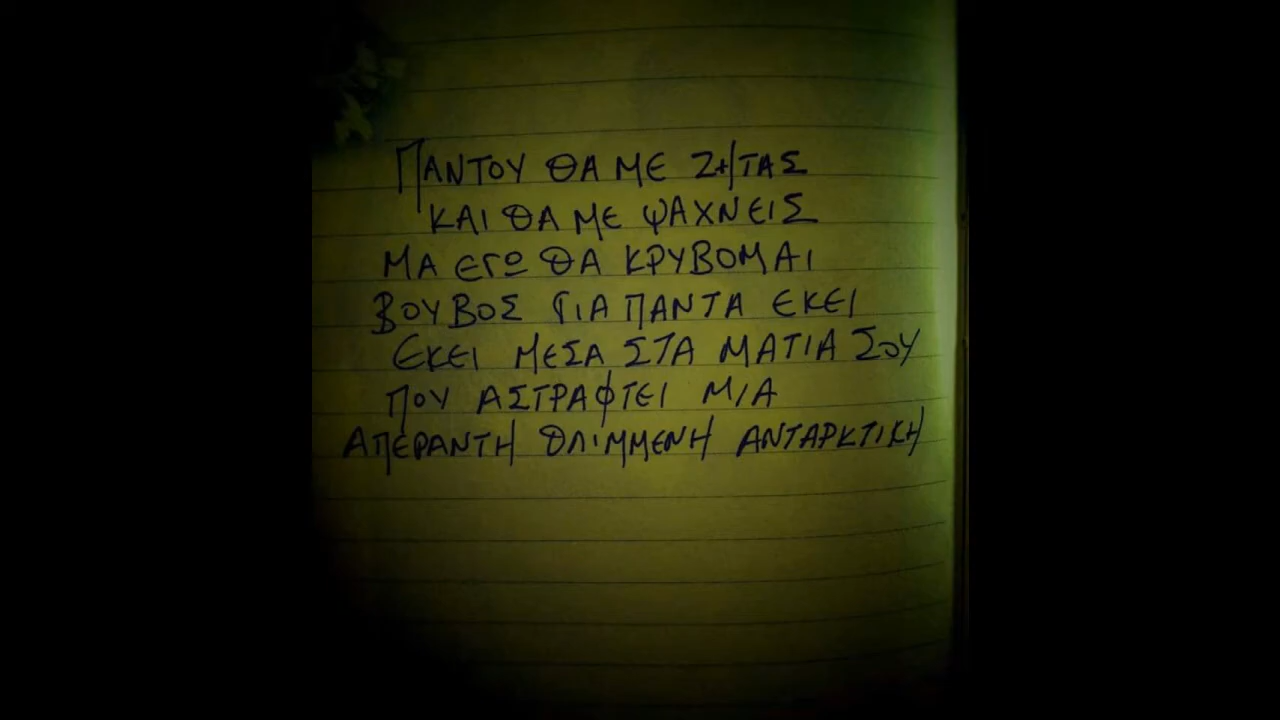 ΠΑΝΤΟΥ ΘΑ ΜΕ ΖΗΤΑΣ
ΚΑΙ ΘΑ ΜΕ ΨΑΧΝΕΙΣ
ΜΑ ΕΓΩ ΘΑ ΚΡΥΒΟΜΑΙ
ΒΟΥΒΟΣ ΓΙΑ ΠΑΝΤΑ ΕΚΕΙ
ΕΚΕΙ ΜΕΣΑ ΣΤΑ ΜΑΤΙΑ ΣΟΥ
ΠΟΥ ΑΣΤΡΑΦΤΕΙ ΜΙΑ
ΑΠΕΡΑΝΤΗ ΘΛΙΜΜΕΝΗ ΑΝΤΑΡΚΤΙΚΗ